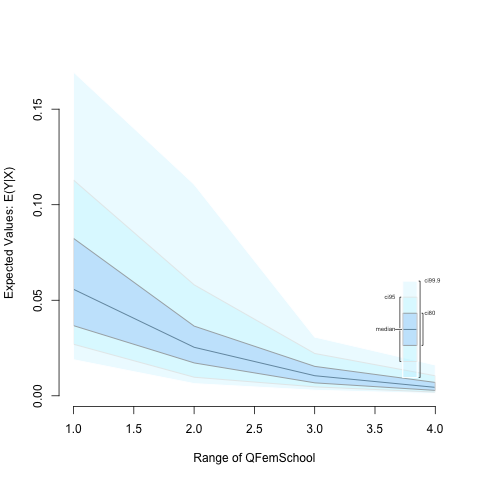 Expected Values: E(Y|X)
0.15
0.10
0.05
0.00
ci99.9
ci95
ci80
median
1.0 1.5 2.0 2.5 3.0 3.5 4.0
Range of QFemSchool